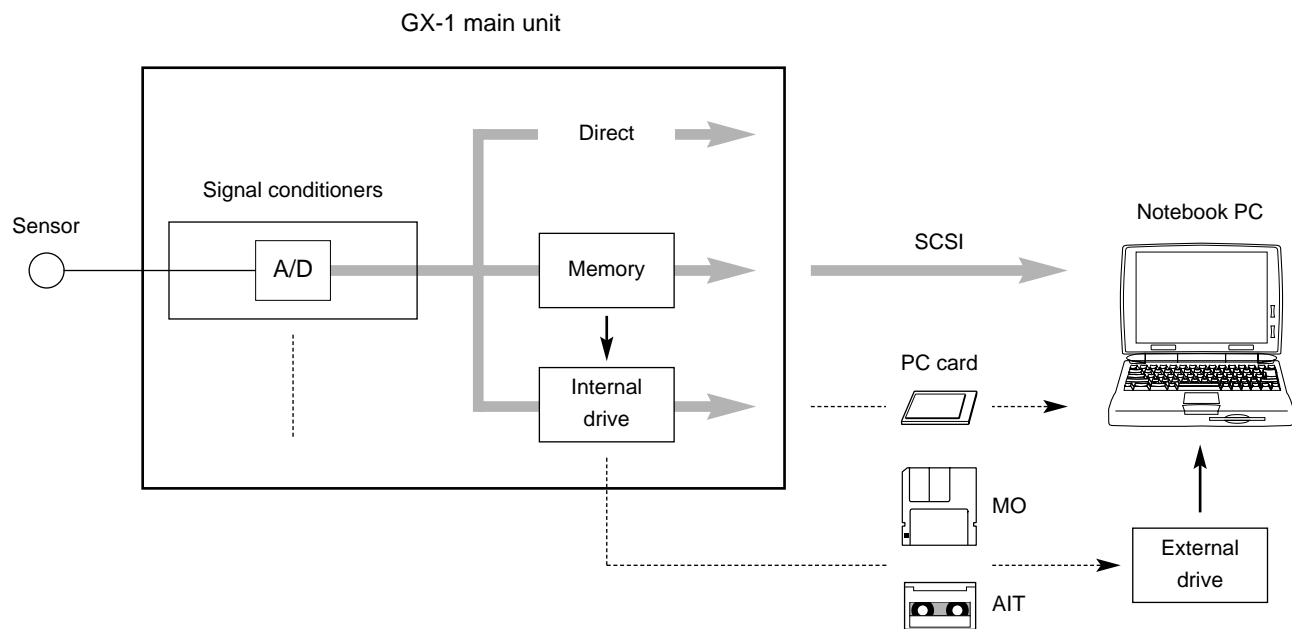 GX-1 main unit
Direct
Signal conditioners
Sensor
Notebook PC
SCSI
A/D
Memory
PC card
Internal
drive
MO
External
drive
AIT